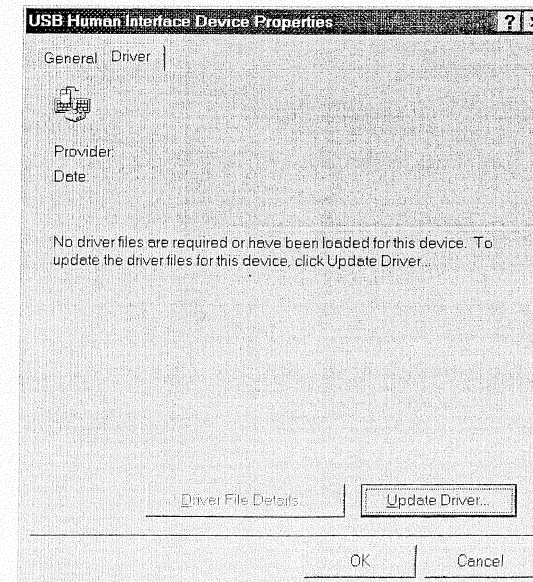 USB Human Interface Device Properties ?
General Driver
Provider:
Date:
No driver files are required or have been loaded for this device. To
update the driver files for this device, click Update Driver...
Driver File Details... Update Driver...
OK Cancel